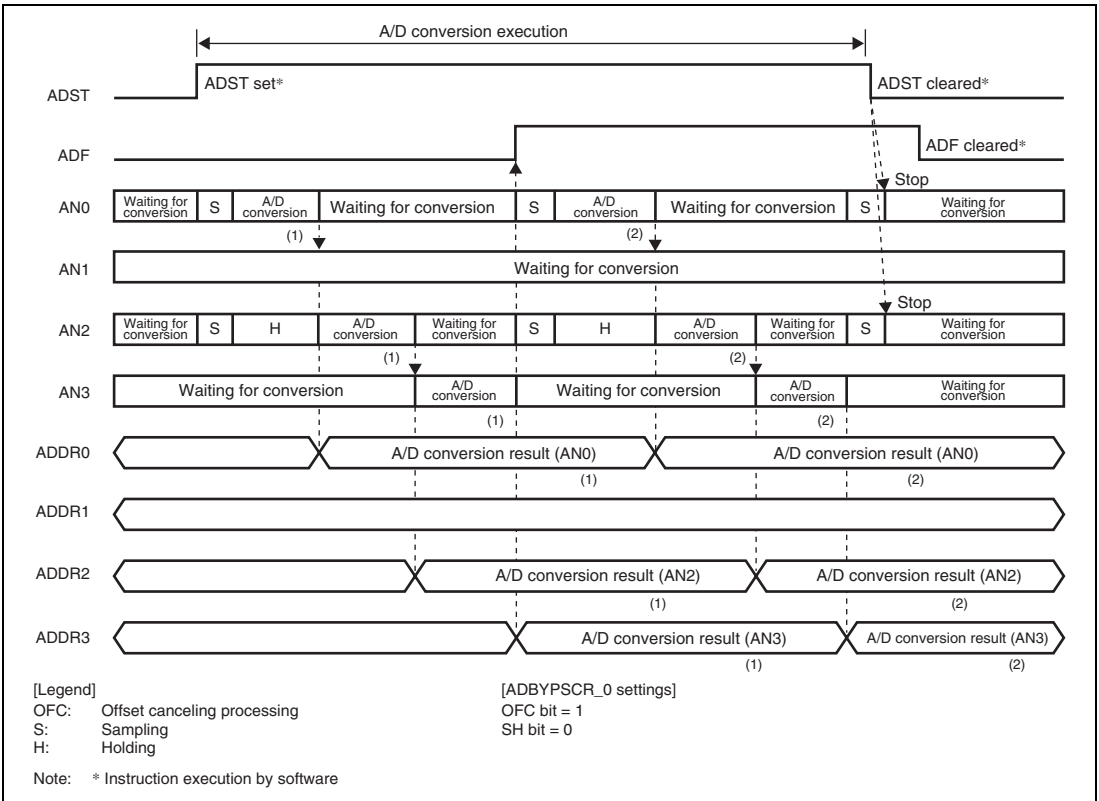 A/D conversion execution
ADST ADST set* ADST cleared*
ADF ADF cleared*
Stop
AN0 Waiting for conversion S A/D conversion Waiting for conversion S A/D conversion Waiting for conversion S Waiting for conversion
(1) (2)
AN1 Waiting for conversion
Stop
AN2 Waiting for conversion S H A/D conversion Waiting for conversion S H A/D conversion Waiting for conversion S Waiting for conversion
(1) (2)
AN3 Waiting for conversion A/D conversion Waiting for conversion A/D conversion Waiting for conversion
(1) (2)
ADDR0 A/D conversion result (AN0) A/D conversion result (AN0)
(1) (2)
ADDR1
ADDR2 A/D conversion result (AN2) A/D conversion result (AN2)
(1) (2)
ADDR3 A/D conversion result (AN3) A/D conversion result (AN3)
(1) (2)
[Legend]
OFC: Offset canceling processing
S: Sampling
H: Holding
[ADBYPSCR_0 settings]
OFC bit = 1
SH bit = 0
Note: * Instruction execution by software